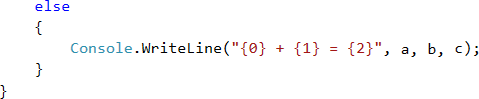 else
{
Console.WriteLine("{0} + {1} = {2}", a, b, c);
}
}